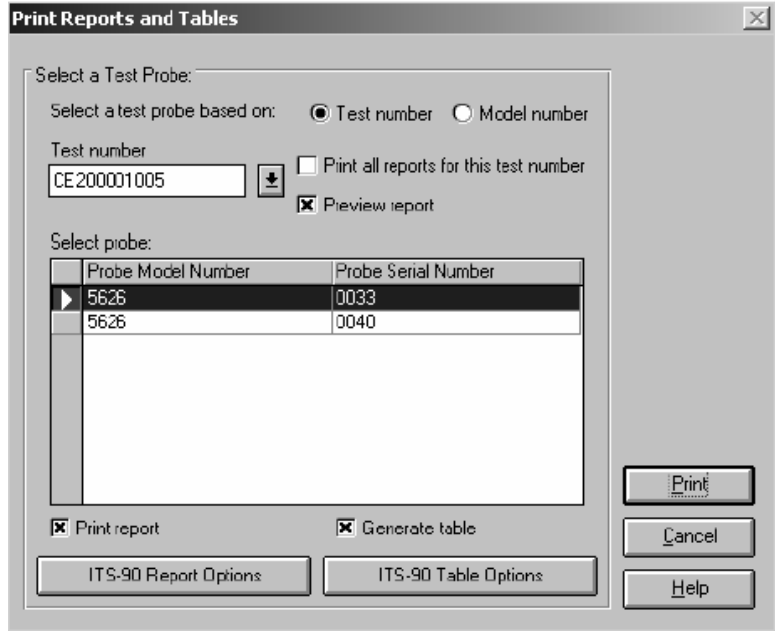 Print Reports and Tables
Select a Test Probe:
Select a test probe based on: Test number Model number
Test number
CE200001005
Print all reports for this test number
Preview report
Select probe:
Probe Model Number Probe Serial Number
5626 0033
5626 0040
Print report Generate table
ITS-90 Report Options ITS-90 Table Options
Print
Cancel
Help